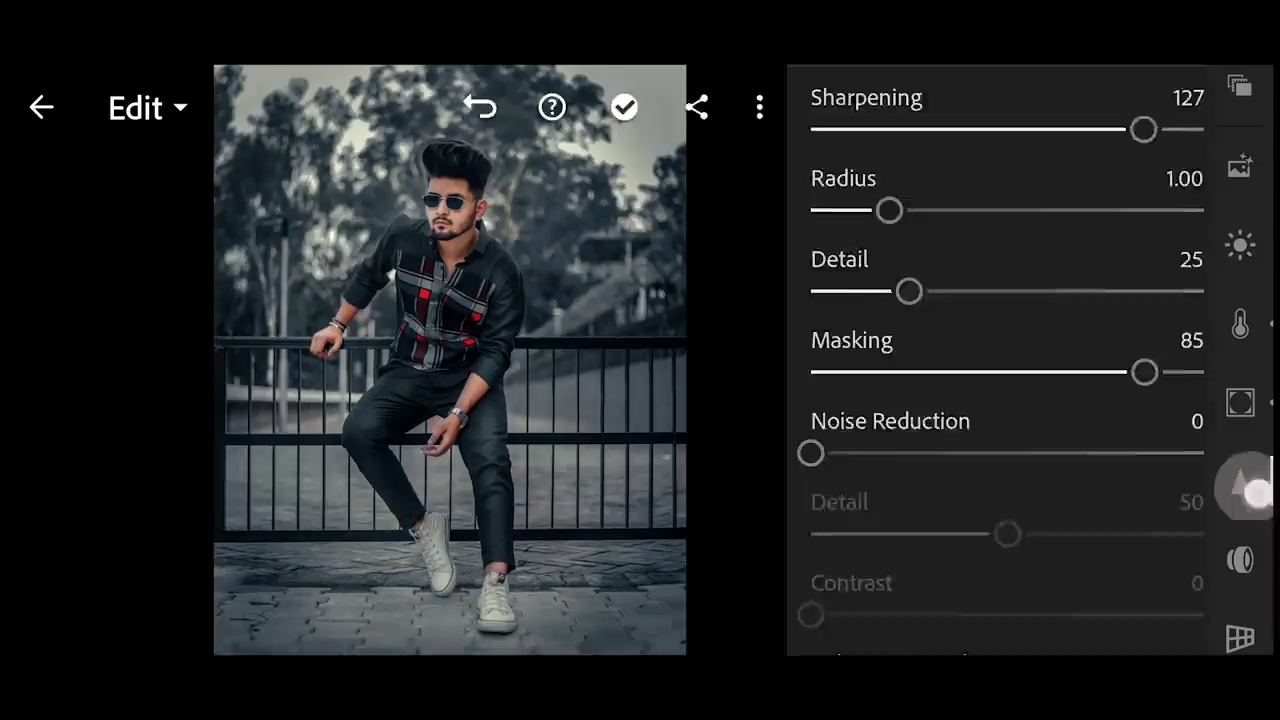 Edit
Sharpening 127
Radius 1.00
Detail 25
Masking 85
Noise Reduction 0
Detail 50
Contrast 0